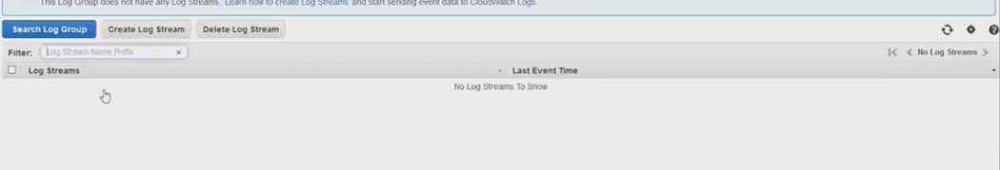 This Log Group does not have any Log Streams. Learn how to create Log Streams and start sending event data to CloudWatch Logs.
Search Log Group Create Log Stream Delete Log Stream
Filter: Log Stream Name Prefix × No Log Streams
Log Streams Last Event Time
No Log Streams To Show